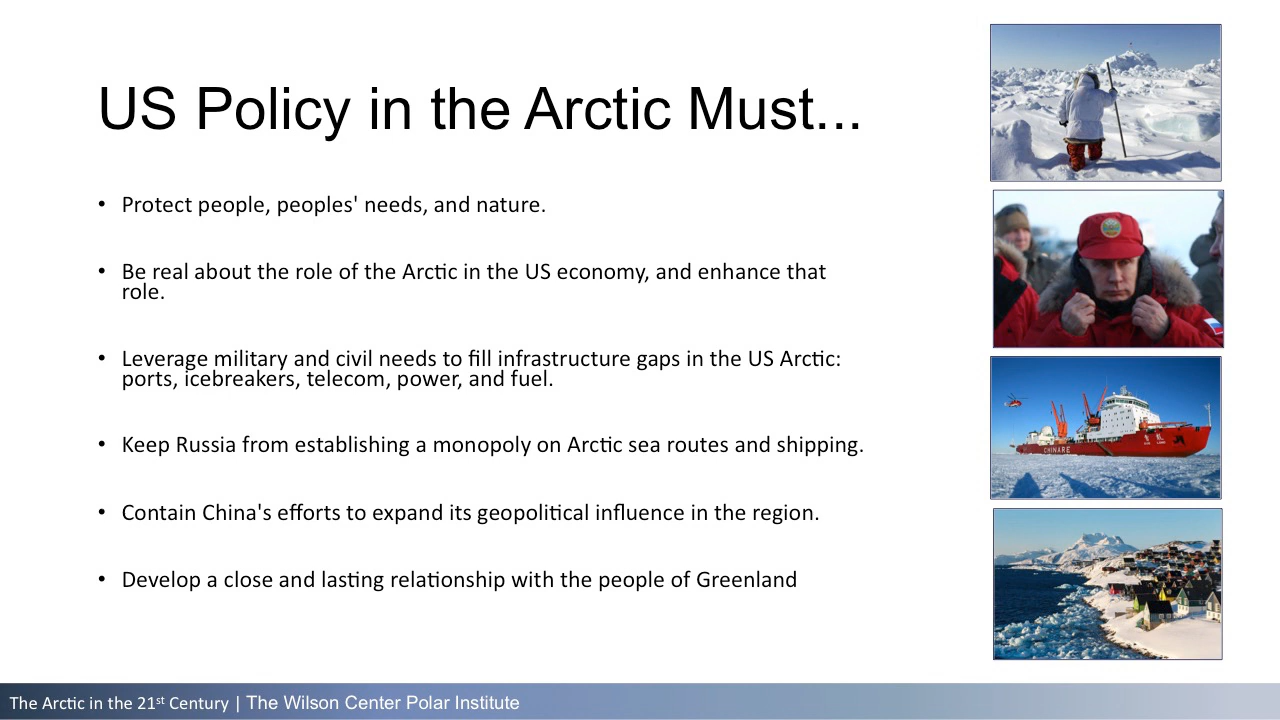 US Policy in the Arctic Must...
• Protect people, peoples' needs, and nature.
• Be real about the role of the Arctic in the US economy, and enhance that
role.
• Leverage military and civil needs to fill infrastructure gaps in the US Arctic:
ports, icebreakers, telecom, power, and fuel.
• Keep Russia from establishing a monopoly on Arctic sea routes and shipping.
• Contain China's efforts to expand its geopolitical influence in the region.
• Develop a close and lasting relationship with the people of Greenland
CHINARE
The Arctic in the 21st Century | The Wilson Center Polar Institute